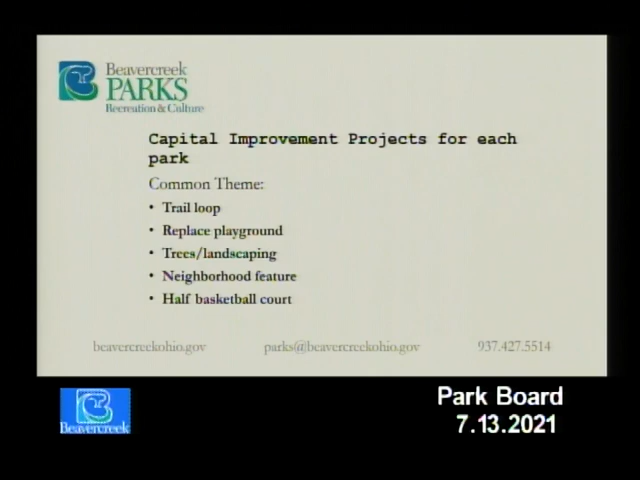 Beavercreek
PARKS
Recreation & Culture
Capital Improvement Projects for each
park
Common Theme:
• Trail loop
• Replace playground
• Trees/landscaping
• Neighborhood feature
• Half basketball court
beavercreekohio.gov parks@beavercreekohio.gov 937.427.5514
Beavercreek
Park Board
7.13.2021